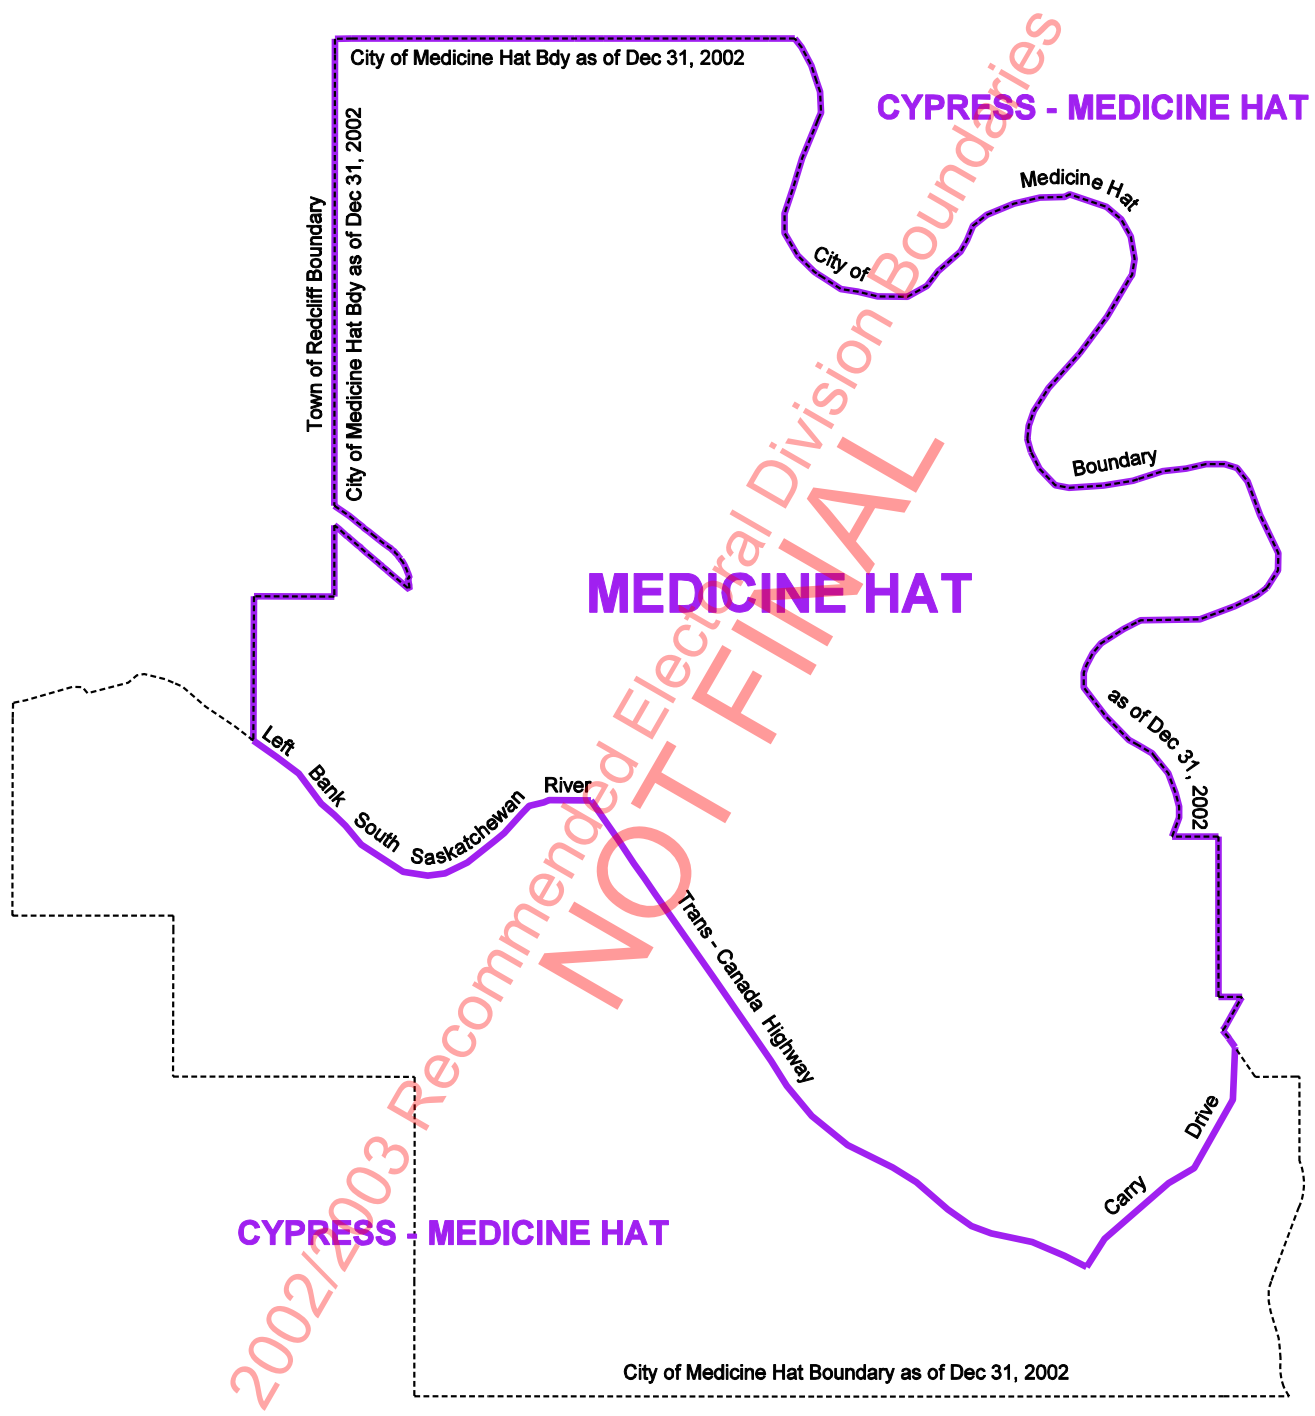 City of Medicine Hat Bdy as of Dec 31, 2002
CYPRESS - MEDICINE HAT
Town of Redcliff Boundary
City of Medicine Hat Bdy as of Dec 31, 2002
City of Medicine Hat Boundary as of Dec 31, 2002
MEDICINE HAT
Left Bank South Saskatchewan River
Trans - Canada Highway
Carry Drive
CYPRESS - MEDICINE HAT
City of Medicine Hat Boundary as of Dec 31, 2002
2002/2003 Recommended Electoral Division Boundaries
NOT FINAL